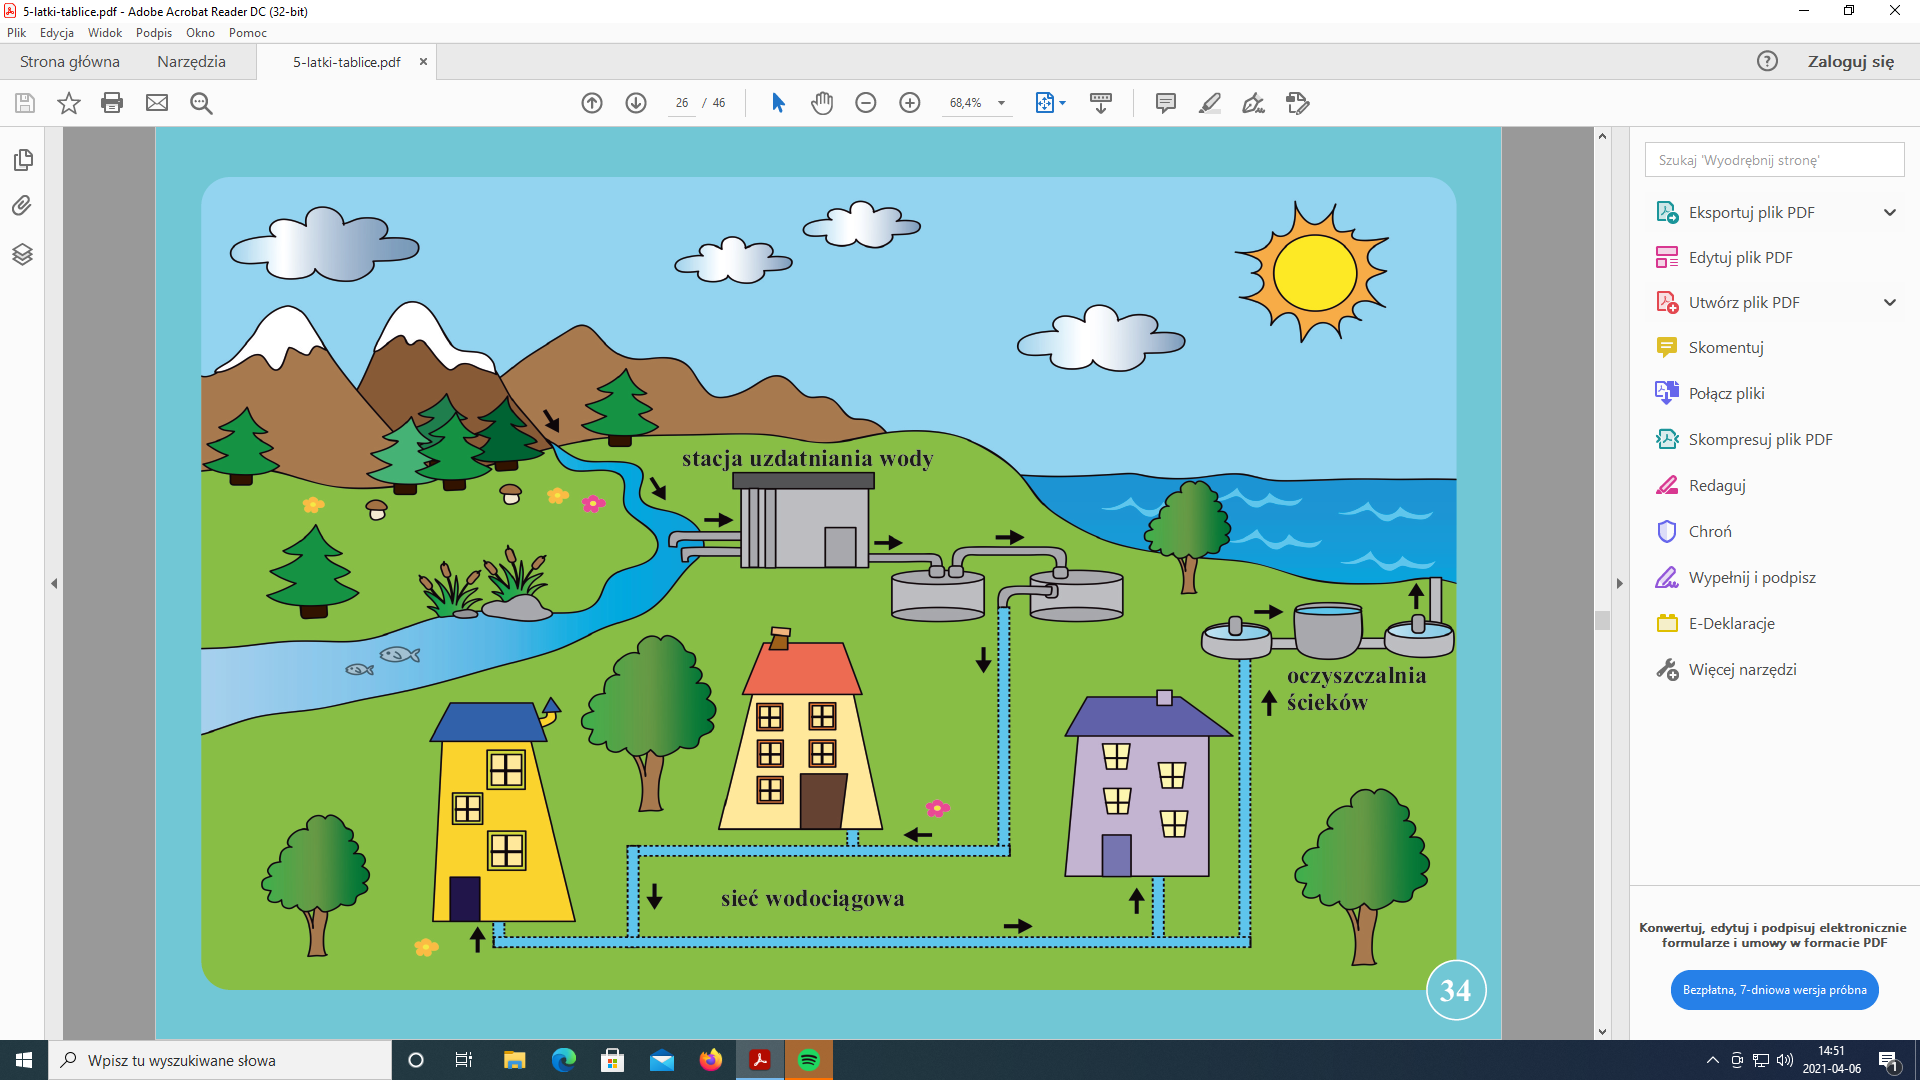 5-latki-tablice.pdf - Adobe Acrobat Reader DC (32-bit)
Plik Edycja Widok Podpis Okno Pomoc
Strona główna Narzędzia 5-latki-tablice.pdf × ? Zaloguj się
26 / 46 68,4%
Szukaj 'Wyodrębnij stronę'
Eksportuj plik PDF
Edytuj plik PDF
Utwórz plik PDF
Skomentuj
Połącz pliki
Skompresuj plik PDF
Redaguj
Chroń
Wypełnij i podpisz
E-Deklaracje
Więcej narzędzi
Konwertuj, edytuj i podpisuj elektronicznie
formularze i umowy w formacie PDF
Bezpłatna, 7-dniowa wersja próbna
stacja uzdatniania wody
oczyszczalnia
ścieków
sieć wodociągowa
34
Wpisz tu wyszukiwane słowa
14:51
2021-04-06
1